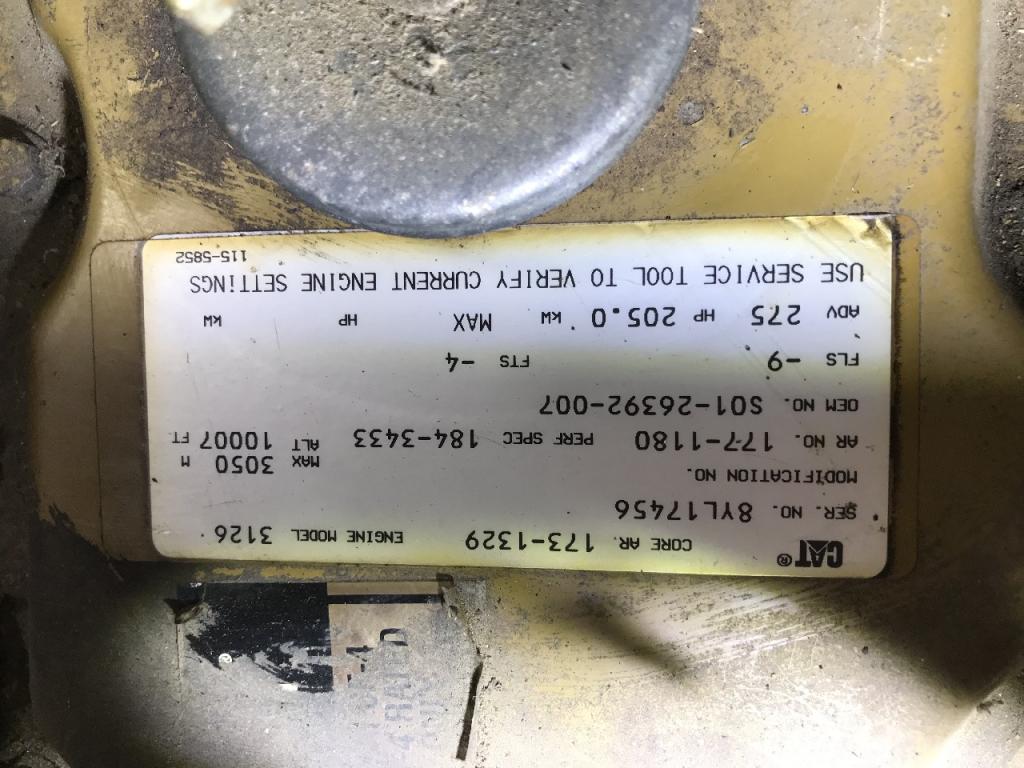 CAT® CORE AR. 173-1329 ENGINE MODEL 3126
SER. NO. 8YL17456
MODIFICATION NO. MAX 3050 M
AR NO. 177-1180 PERF SPEC 184-3433 ALT 10007 FT
OEM NO. S01-26392-007
FLS -9 FTS -4
ADV 275 HP 205.0 KW MAX HP KW
USE SERVICE TOOL TO VERIFY CURRENT ENGINE SETTINGS
115-5852